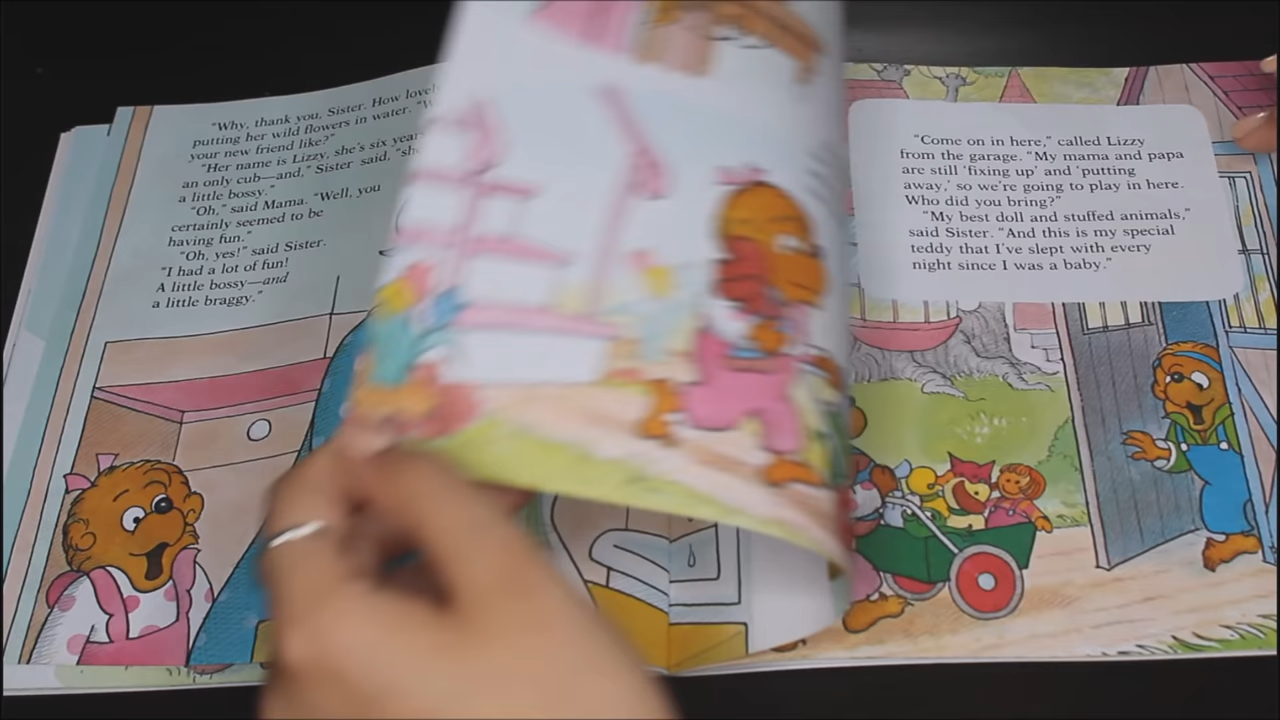 "Why, thank you, Sister. How lovel
putting her wild flowers in water. "W
your new friend like?"
"Her name is Lizzy, she's six year
an only cub—and," Sister said, "she
a little bossy."
"Oh," said Mama. "Well, you
certainly seemed to be
having fun."
"Oh, yes!" said Sister.
"I had a lot of fun!
A little bossy—and
a little braggy."
"Come on in here," called Lizzy
from the garage. "My mama and papa
are still 'fixing up' and 'putting
away,' so we're going to play in here.
Who did you bring?"
"My best doll and stuffed animals,"
said Sister. "And this is my special
teddy that I've slept with every
night since I was a baby."